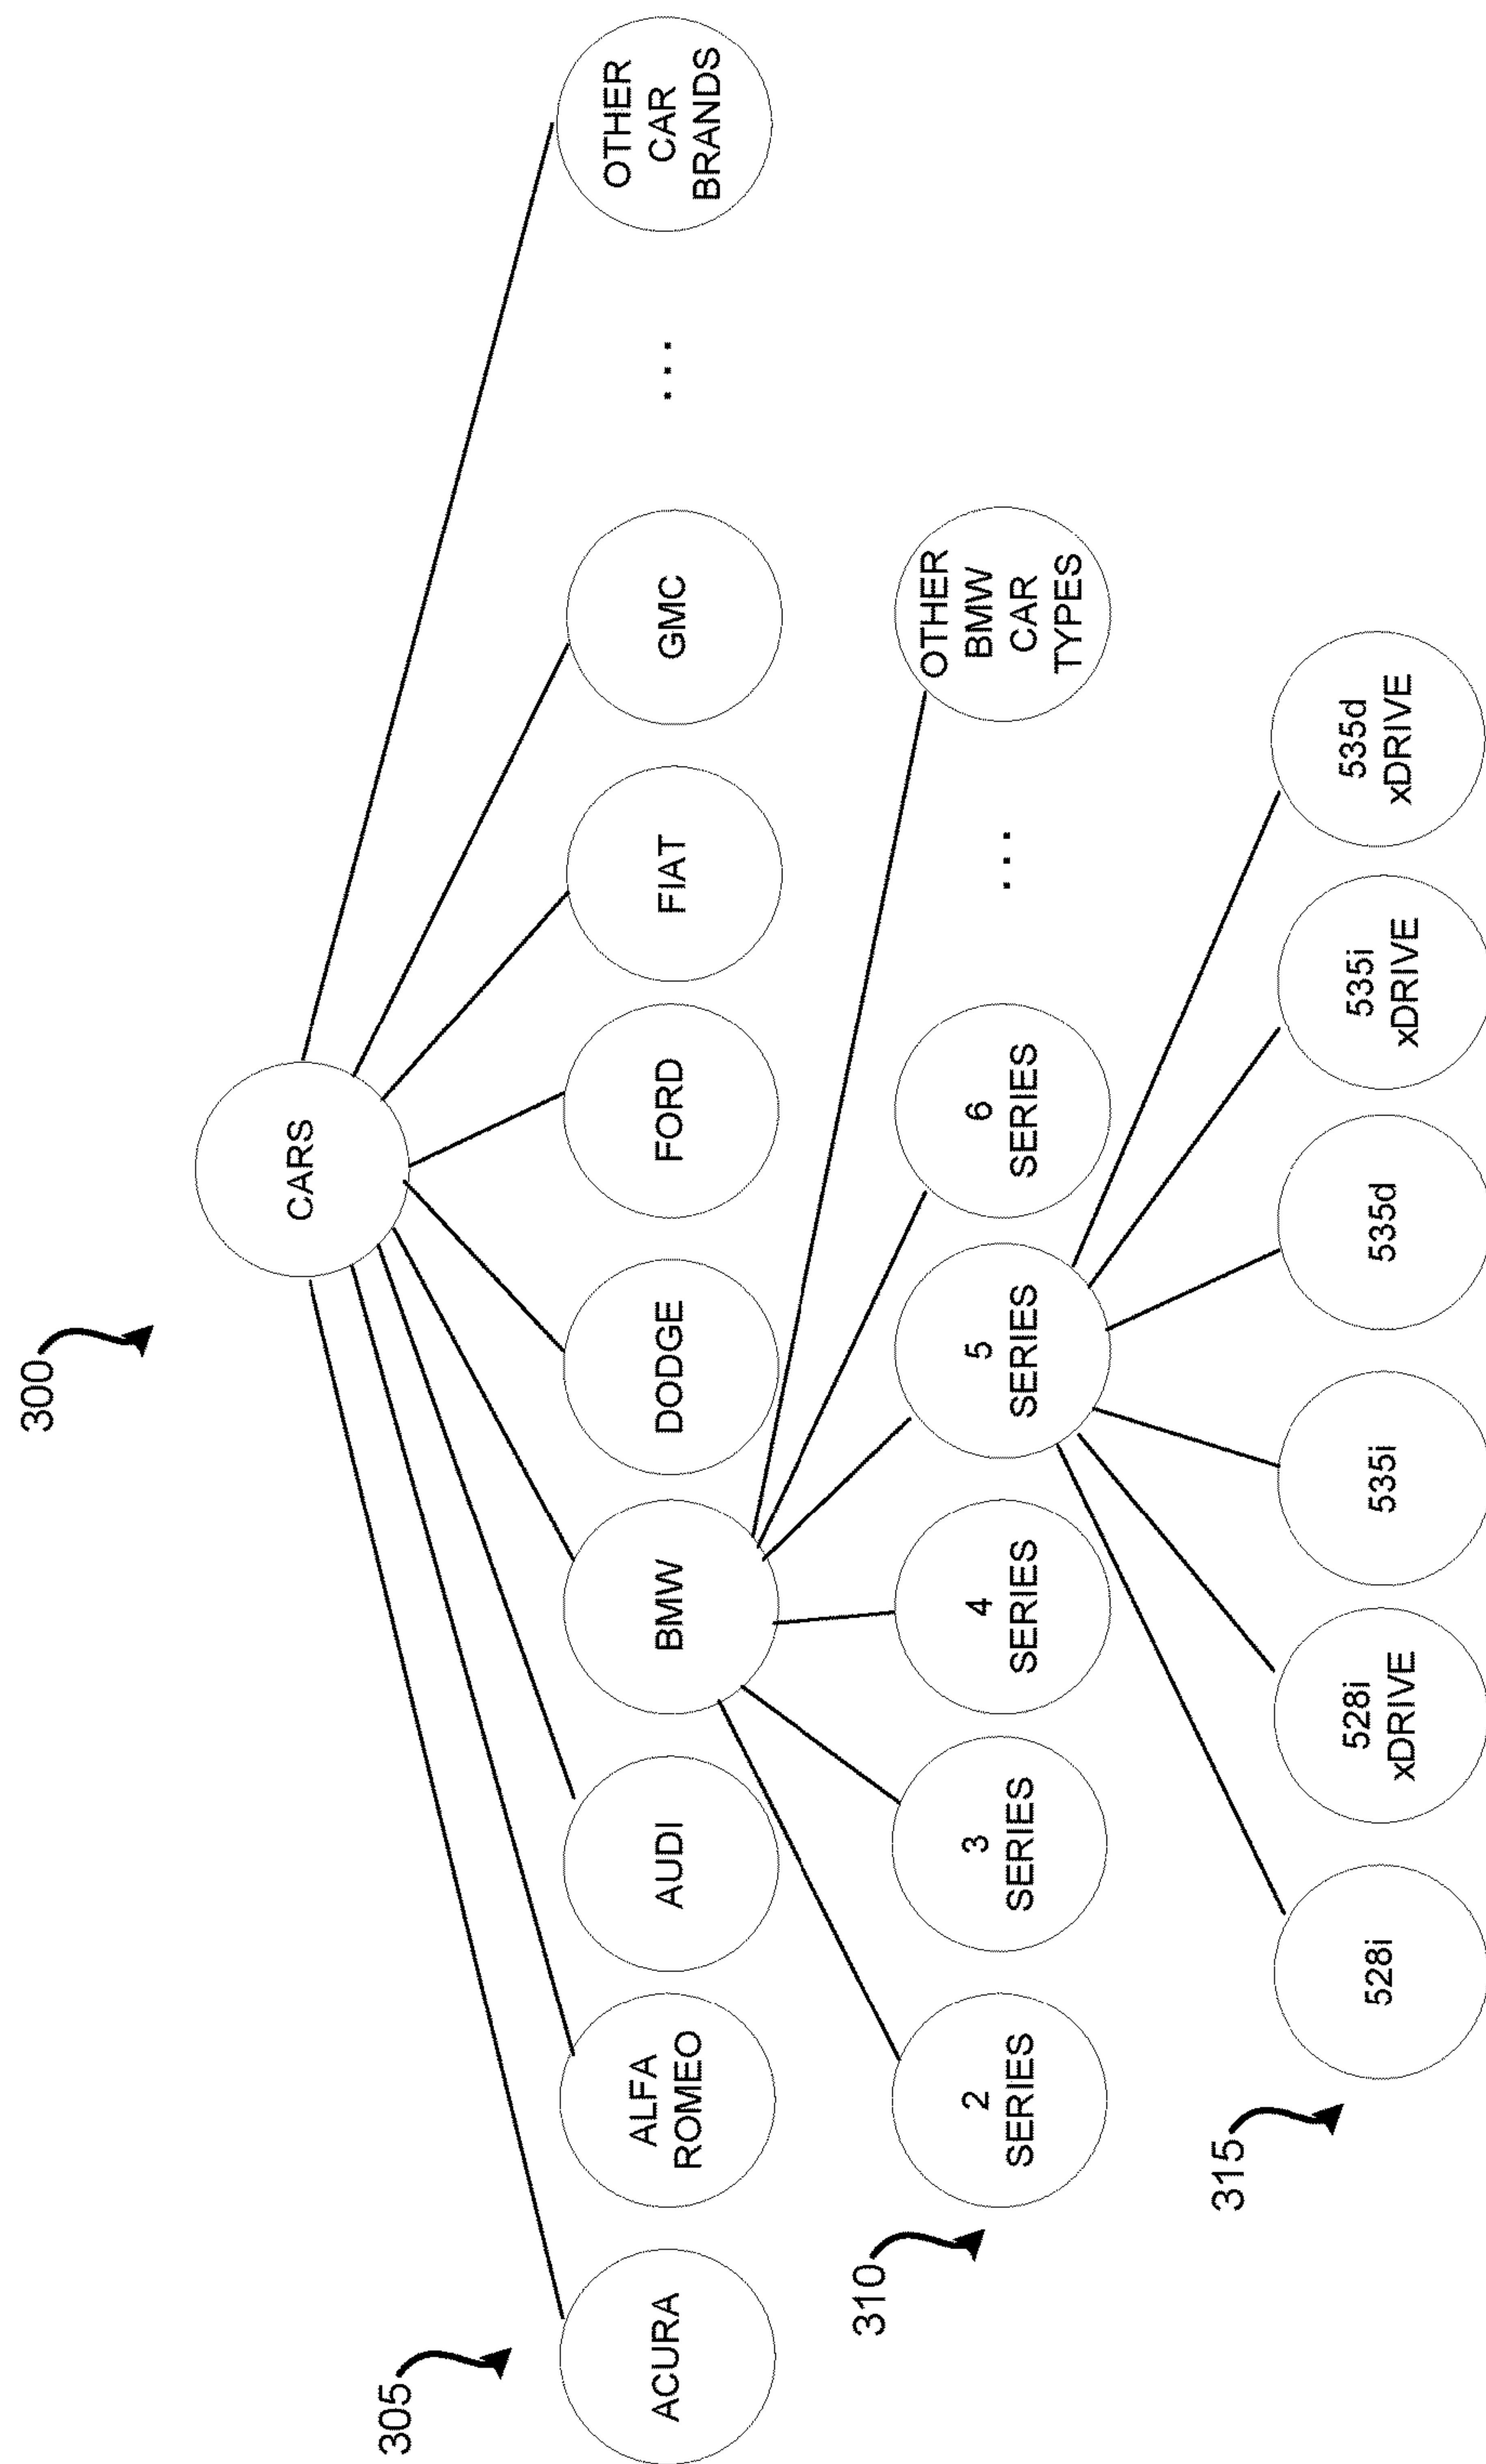 300
CARS
305
ACURA
ALFA
ROMEO
AUDI
BMW
DODGE
FORD
FIAT
GMC
...
OTHER
CAR
BRANDS
310
2
SERIES
3
SERIES
4
SERIES
5
SERIES
6
SERIES
...
OTHER
BMW
CAR
TYPES
315
528i
528i
xDRIVE
535i
535d
535i
xDRIVE
535d
xDRIVE